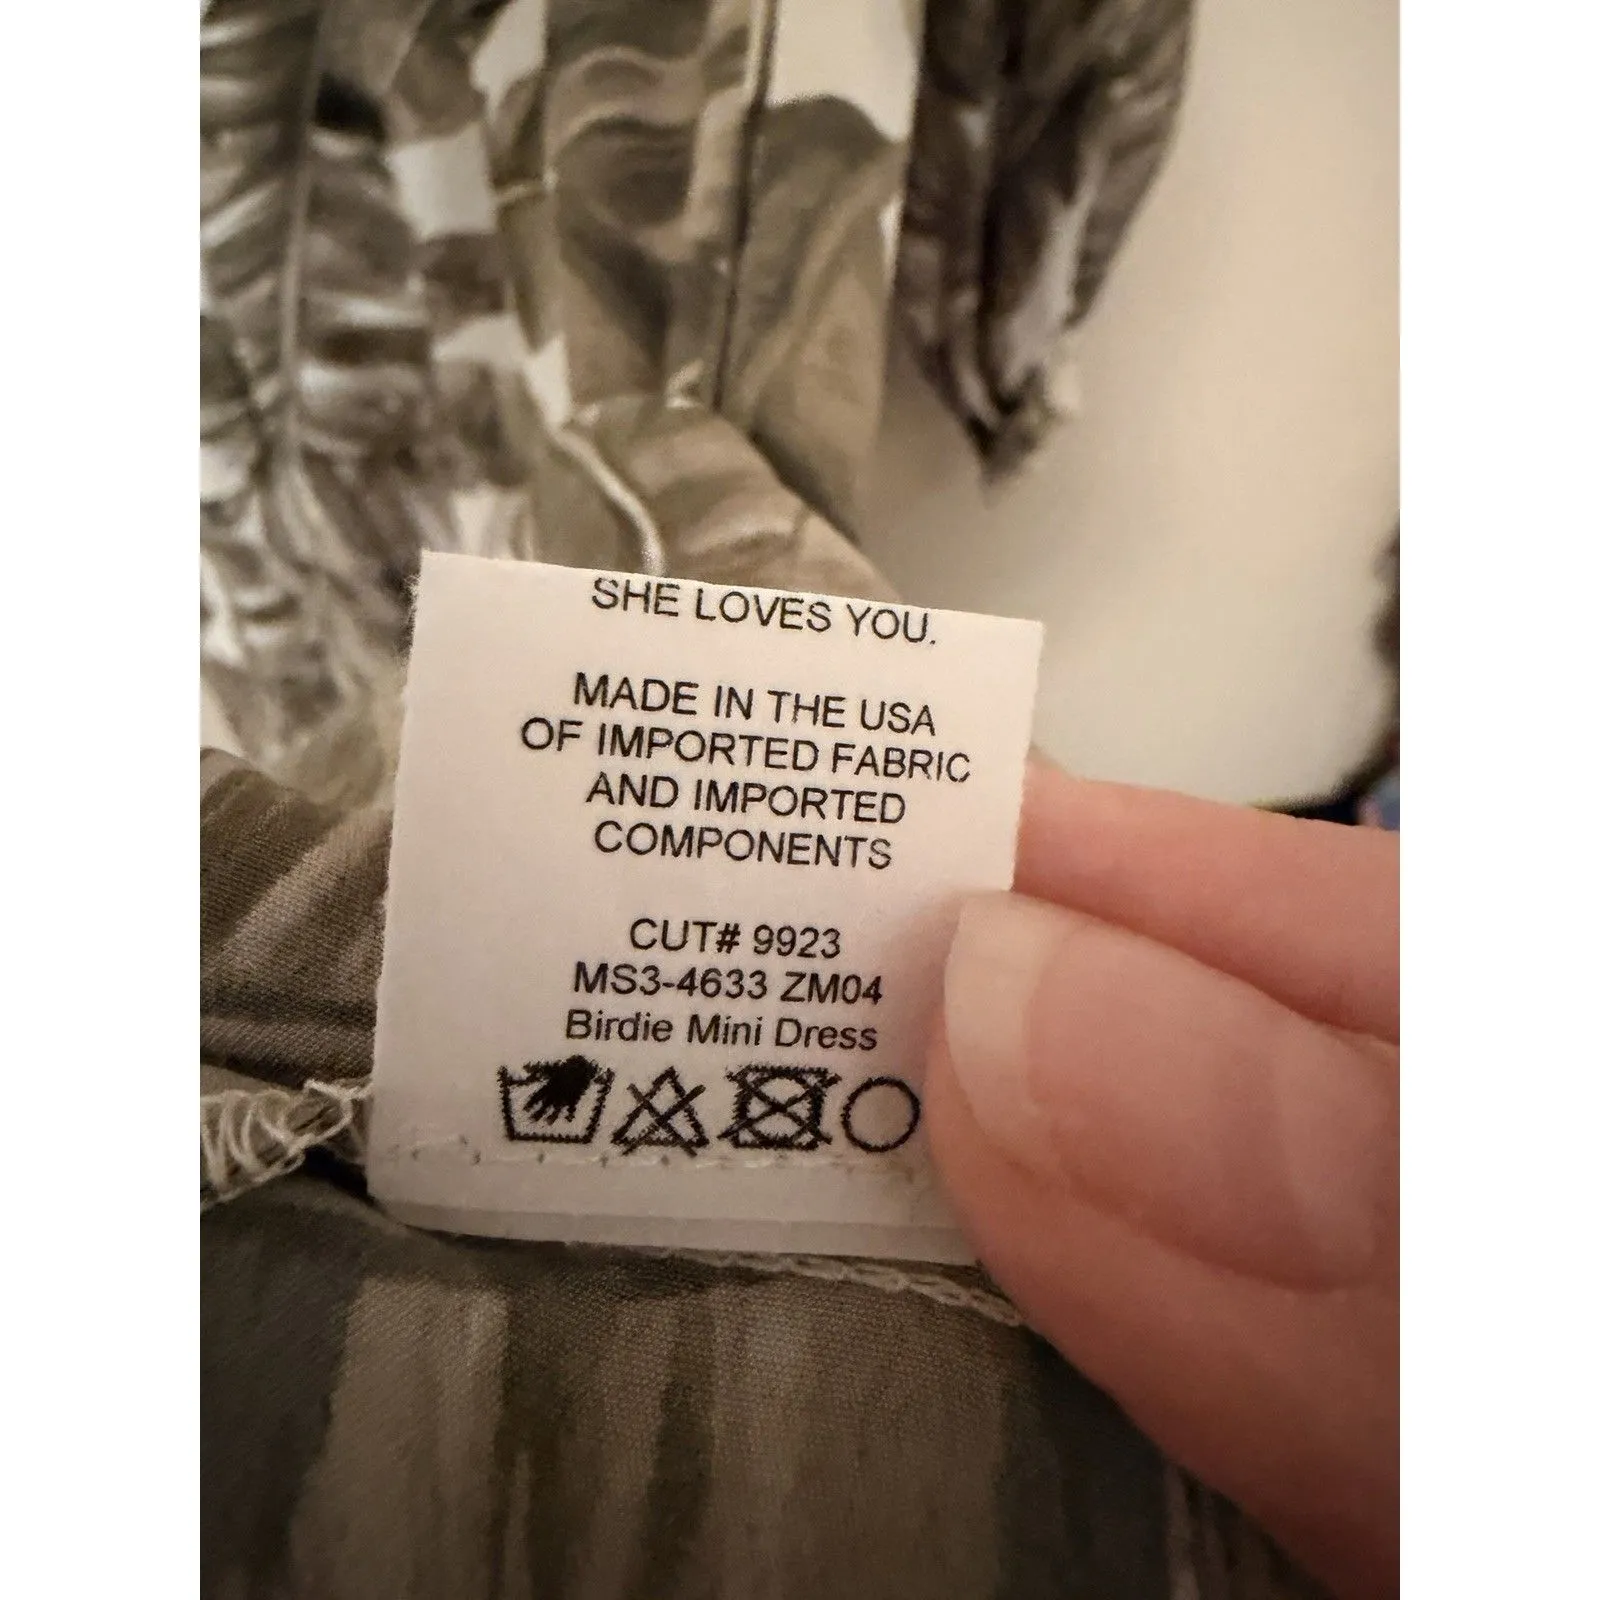 SHE LOVES YOU.
MADE IN THE USA
OF IMPORTED FABRIC
AND IMPORTED
COMPONENTS
CUT# 9923
MS3-4633 ZM04
Birdie Mini Dress